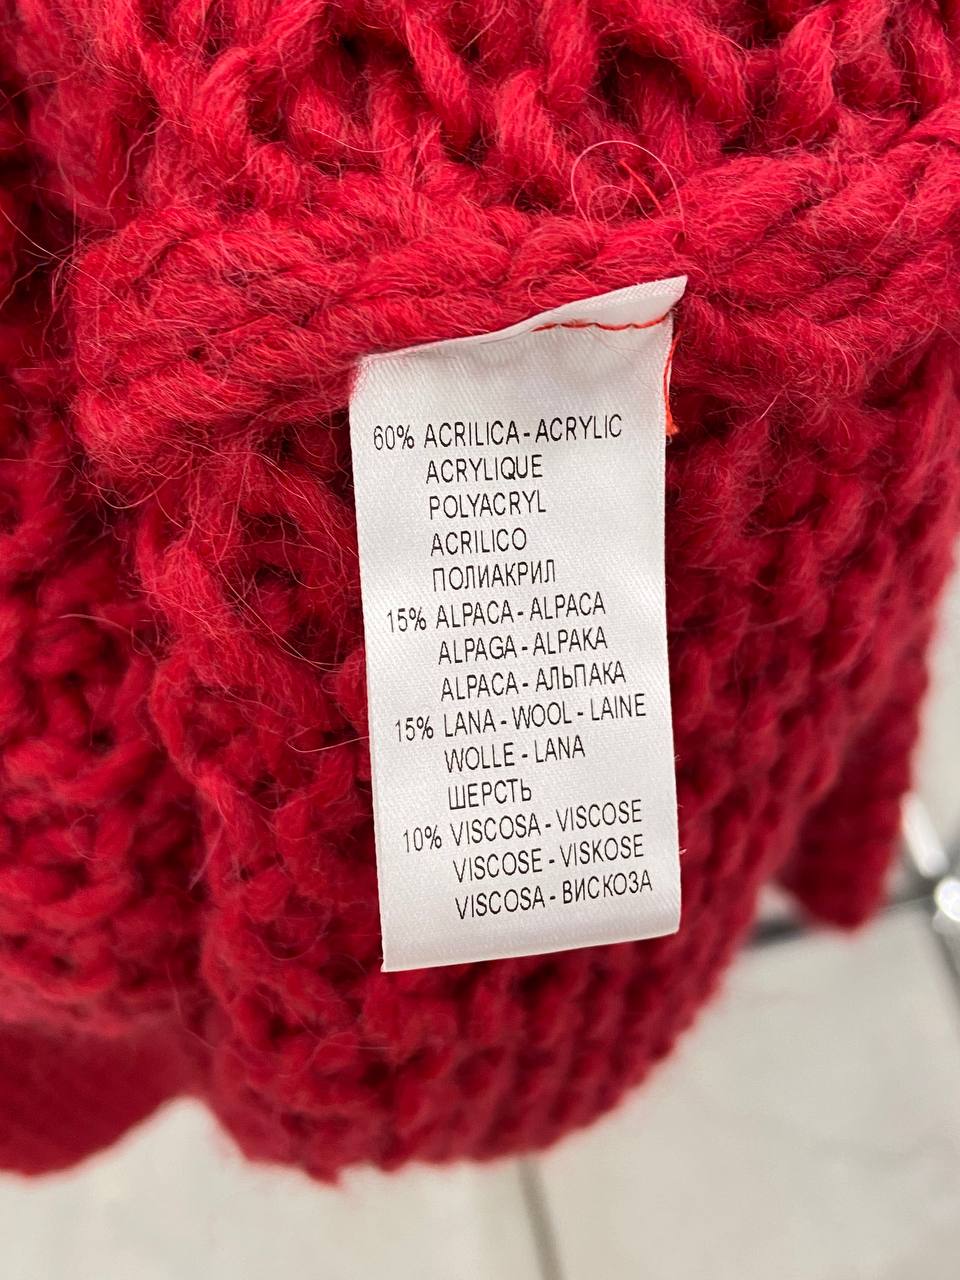 60% ACRILICA - ACRYLIC
ACRYLIQUE
POLYACRYL
ACRILICO
ПОЛИАКРИЛ
15% ALPACA - ALPACA
ALPAGA - ALPAKA
ALPACA - АЛЬПАКА
15% LANA - WOOL - LAINE
WOLLE - LANA
ШЕРСТЬ
10% VISCOSA - VISCOSE
VISCOSE - VISKOSE
VISCOSA - ВИСКОЗА